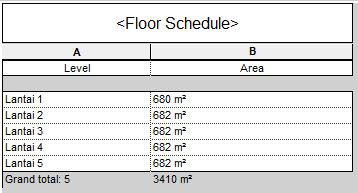 <Floor Schedule>
A B
Level Area
Lantai 1 680 m²
Lantai 2 682 m²
Lantai 3 682 m²
Lantai 4 682 m²
Lantai 5 682 m²
Grand total: 5 3410 m²